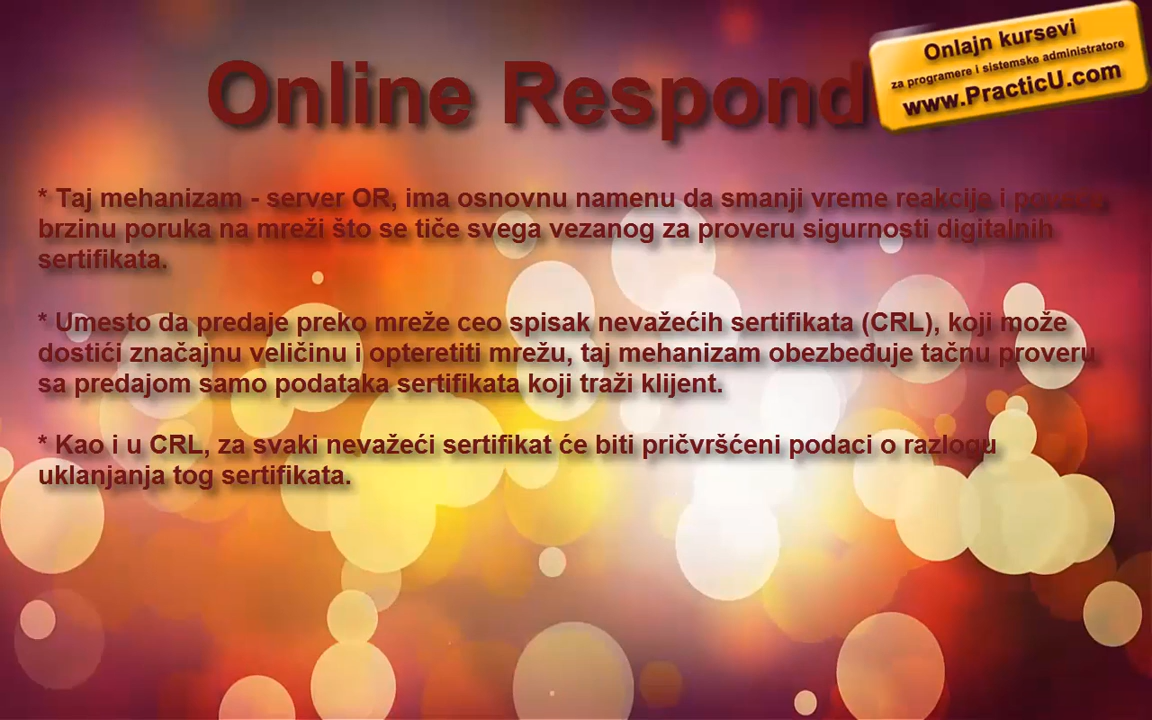 Online Respond
Onlajn kursevi
za programere i sistemske administratore
www.PracticU.com
* Taj mehanizam - server OR, ima osnovnu namenu da smanji vreme reakcije i poveća
brzinu poruka na mreži što se tiče svega vezanog za proveru sigurnosti digitalnih
sertifikata.
* Umesto da predaje preko mreže ceo spisak nevažećih sertifikata (CRL), koji može
dostići značajnu veličinu i opteretiti mrežu, taj mehanizam obezbeđuje tačnu proveru
sa predajom samo podataka sertifikata koji traži klijent.
* Kao i u CRL, za svaki nevažeći sertifikat će biti pričvršćeni podaci o razlogu
uklanjanja tog sertifikata.